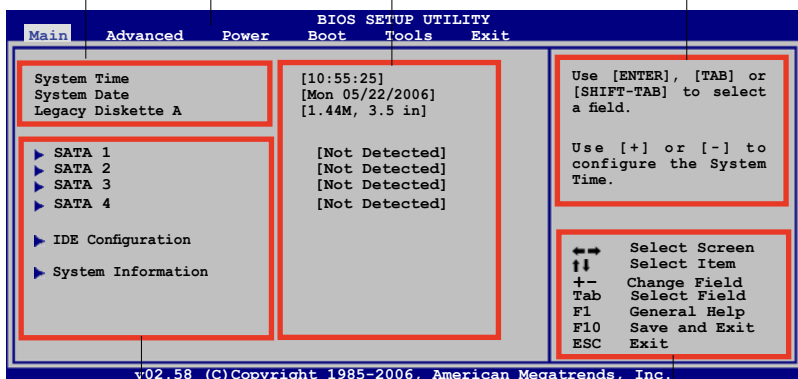 BIOS SETUP UTILITY
Main Advanced Power Boot Tools Exit
System Time [10:55:25]
System Date [Mon 05/22/2006]
Legacy Diskette A [1.44M, 3.5 in]
SATA 1 [Not Detected]
SATA 2 [Not Detected]
SATA 3 [Not Detected]
SATA 4 [Not Detected]
IDE Configuration
System Information
Use [ENTER], [TAB] or
[SHIFT-TAB] to select
a field.
Use [+] or [-] to
configure the System
Time.
←→ Select Screen
↑↓ Select Item
+- Change Field
Tab Select Field
F1 General Help
F10 Save and Exit
ESC Exit
v02.58 (C)Copyright 1985-2006, American Megatrends, Inc.